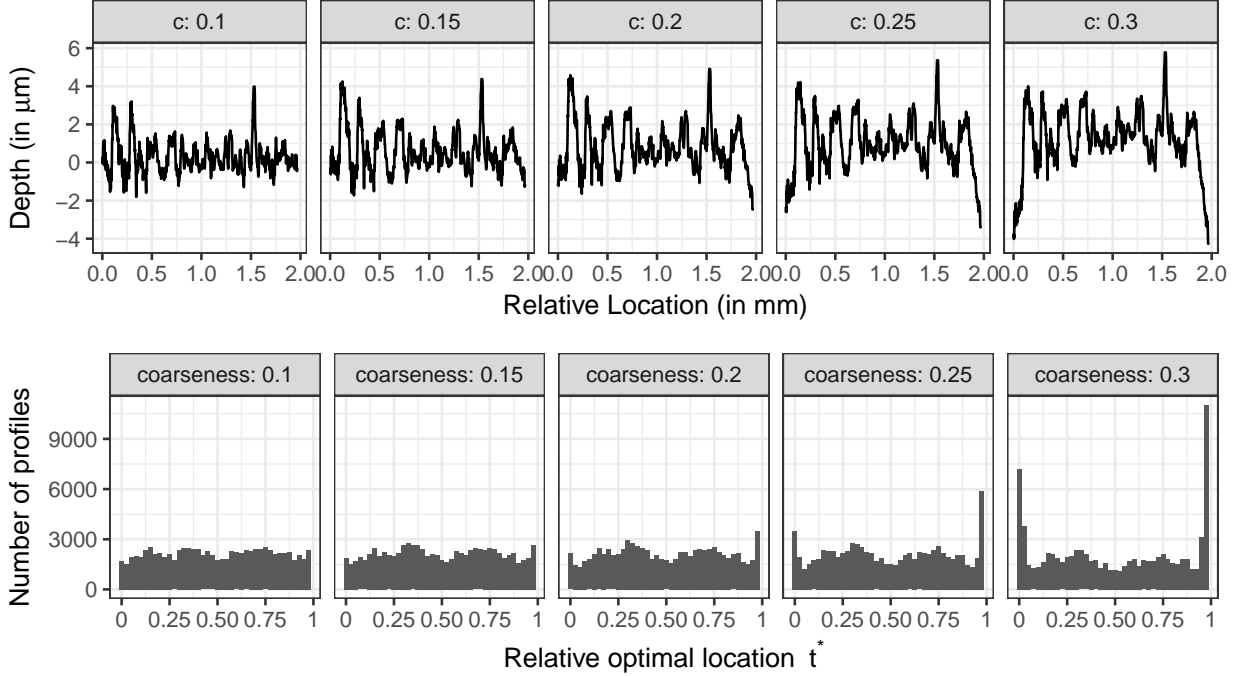 c: 0.1 c: 0.15 c: 0.2 c: 0.25 c: 0.3
6
4
2
0
−2
−4
Depth (in μm)
0.0 0.5 1.0 1.5 2.0 0.0 0.5 1.0 1.5 2.0 0.0 0.5 1.0 1.5 2.0 0.0 0.5 1.0 1.5 2.0 0.0 0.5 1.0 1.5 2.0
Relative Location (in mm)
coarseness: 0.1 coarseness: 0.15 coarseness: 0.2 coarseness: 0.25 coarseness: 0.3
9000
6000
3000
0
Number of profiles
0 0.25 0.50 0.75 1 0 0.25 0.50 0.75 1 0 0.25 0.50 0.75 1 0 0.25 0.50 0.75 1 0 0.25 0.50 0.75 1
Relative optimal location t*